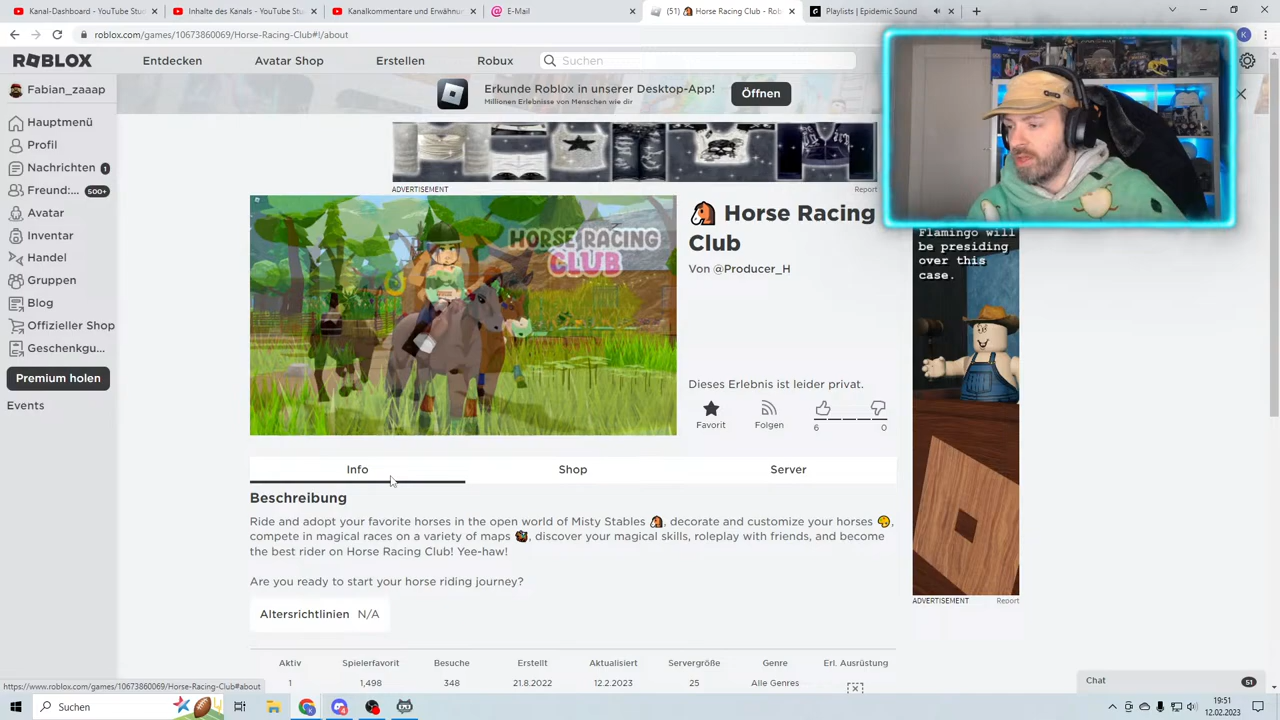 Kanal-Dashboard - YouTube Stu
Inhalte des Kanals - YouTube Stu
Kanalkommentare und Erwähnun
E-Mail
(51) 🐴 Horse Racing Club - Rob
Playlists | Epidemic Sound
roblox.com/games/10673860069/Horse-Racing-Club#!/about
K
ROBLOX
Entdecken
Avatar Shop
Erstellen
Robux
Suchen
Fabian_zaaap
Hauptmenü
Profil
Nachrichten 1
Freund:... 500+
Avatar
Inventar
Handel
Gruppen
Blog
Offizieller Shop
Geschenkgu...
Premium holen
Events
Erkunde Roblox in unserer Desktop-App!
Millionen Erlebnisse von Menschen wie dir
Öffnen
ADVERTISEMENT
Report
HORSE RACING
CLUB
🐴 Horse Racing
Club
Von @Producer_H
Dieses Erlebnis ist leider privat.
Favorit
Folgen
6
0
Flamingo will
be presiding
over this
case.
ADVERTISEMENT
Report
Info
Shop
Server
Beschreibung
Ride and adopt your favorite horses in the open world of Misty Stables 🐴, decorate and customize your horses 🎨,
compete in magical races on a variety of maps 🏇, discover your magical skills, roleplay with friends, and become
the best rider on Horse Racing Club! Yee-haw!
Are you ready to start your horse riding journey?
Altersrichtlinien N/A
Aktiv
Spielerfavorit
Besuche
Erstellt
Aktualisiert
Servergröße
Genre
Erl. Ausrüstung
1
1,498
348
21.8.2022
12.2.2023
25
Alle Genres
Chat
51
https://www.roblox.com/games/10673860069/Horse-Racing-Club#about
Suchen
19:51
12.02.2023